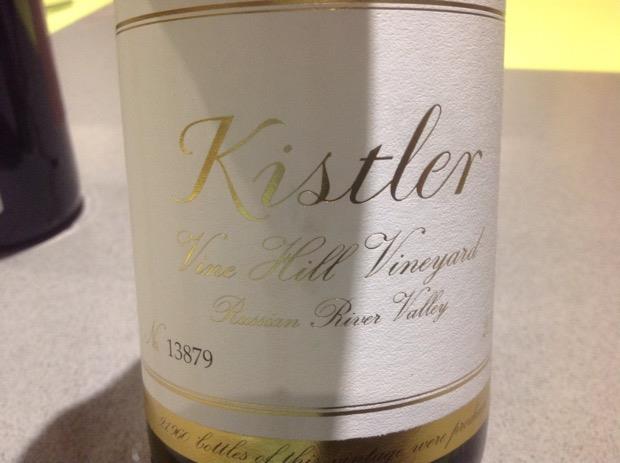 Kistler
Vine Hill Vineyard
Russian River Valley
No 13879
bottles of this vintage were